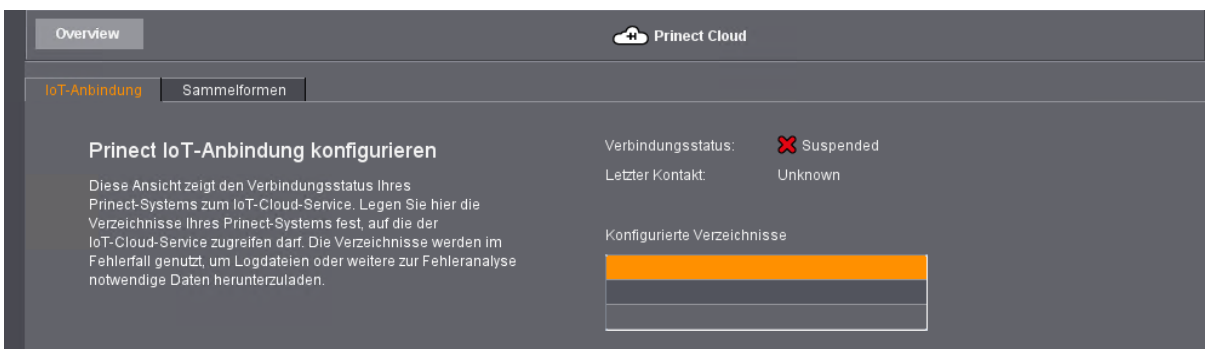 Overview
H Prinect Cloud
IoT-Anbindung Sammelformen
Prinect IoT-Anbindung konfigurieren
Diese Ansicht zeigt den Verbindungsstatus Ihres
Prinect-Systems zum IoT-Cloud-Service. Legen Sie hier die
Verzeichnisse Ihres Prinect-Systems fest, auf die der
IoT-Cloud-Service zugreifen darf. Die Verzeichnisse werden im
Fehlerfall genutzt, um Logdateien oder weitere zur Fehleranalyse
notwendige Daten herunterzuladen.
Verbindungsstatus: Suspended
Letzter Kontakt: Unknown
Konfigurierte Verzeichnisse